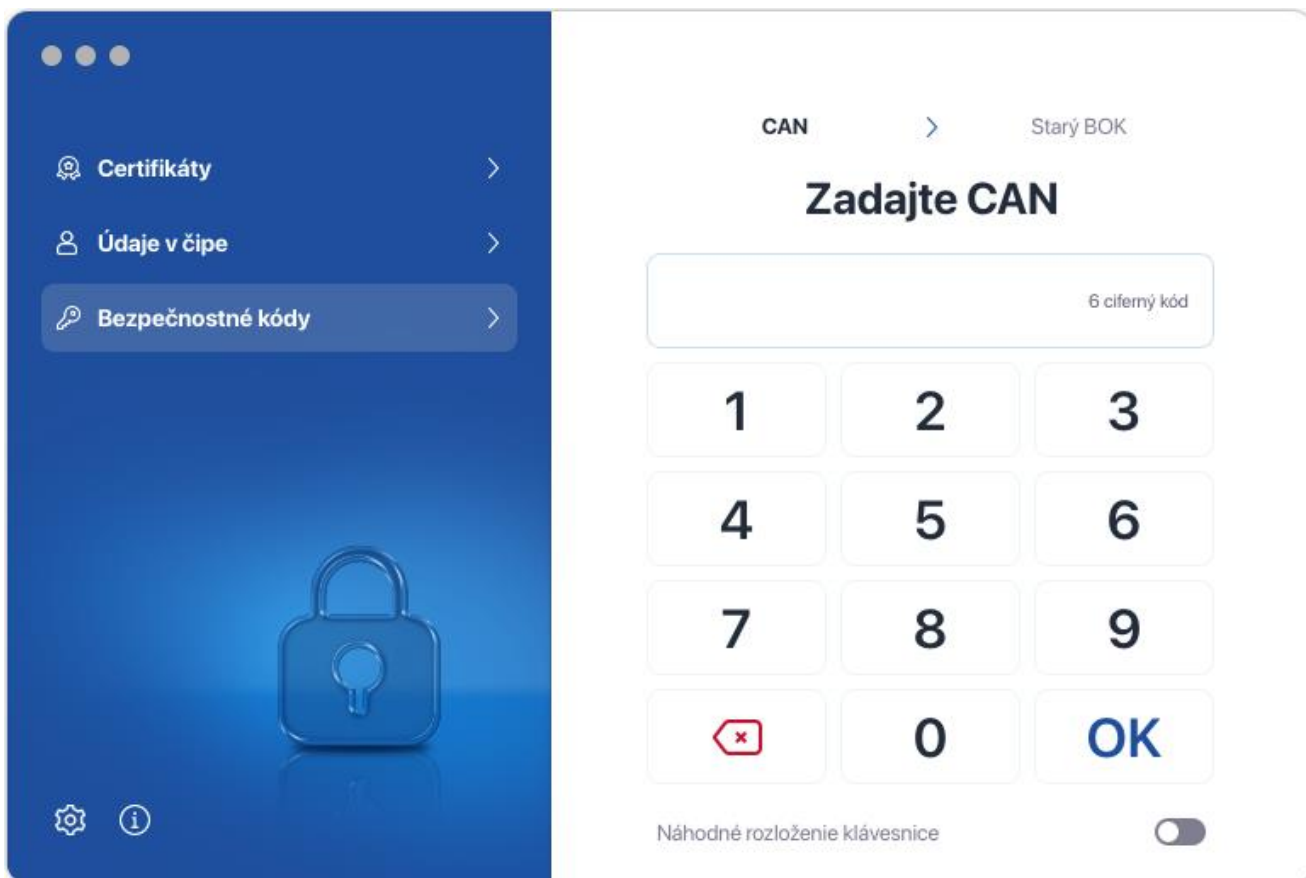 Certifikáty
Údaje v čipe
Bezpečnostné kódy
CAN
Starý BOK
Zadajte CAN
6 ciferný kód
1 2 3
4 5 6
7 8 9
0 OK
Náhodné rozloženie klávesnice